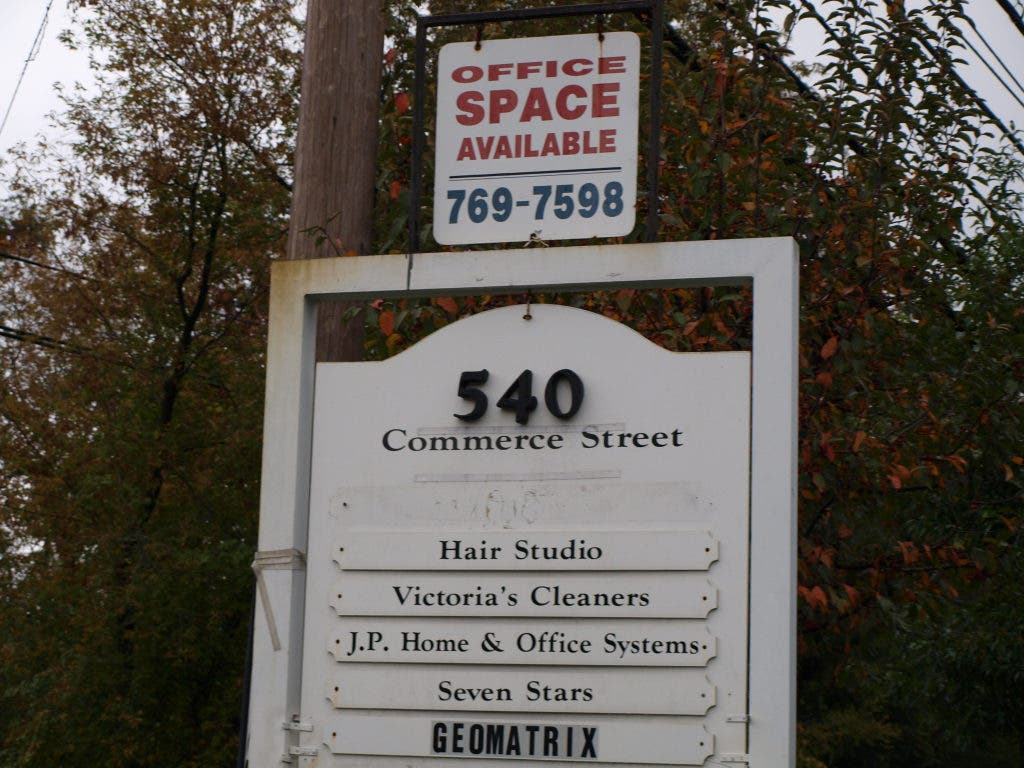 OFFICE
SPACE
AVAILABLE
769-7598
540
Commerce Street
Hair Studio
Victoria's Cleaners
J.P. Home & Office Systems
Seven Stars
GEOMATRIX